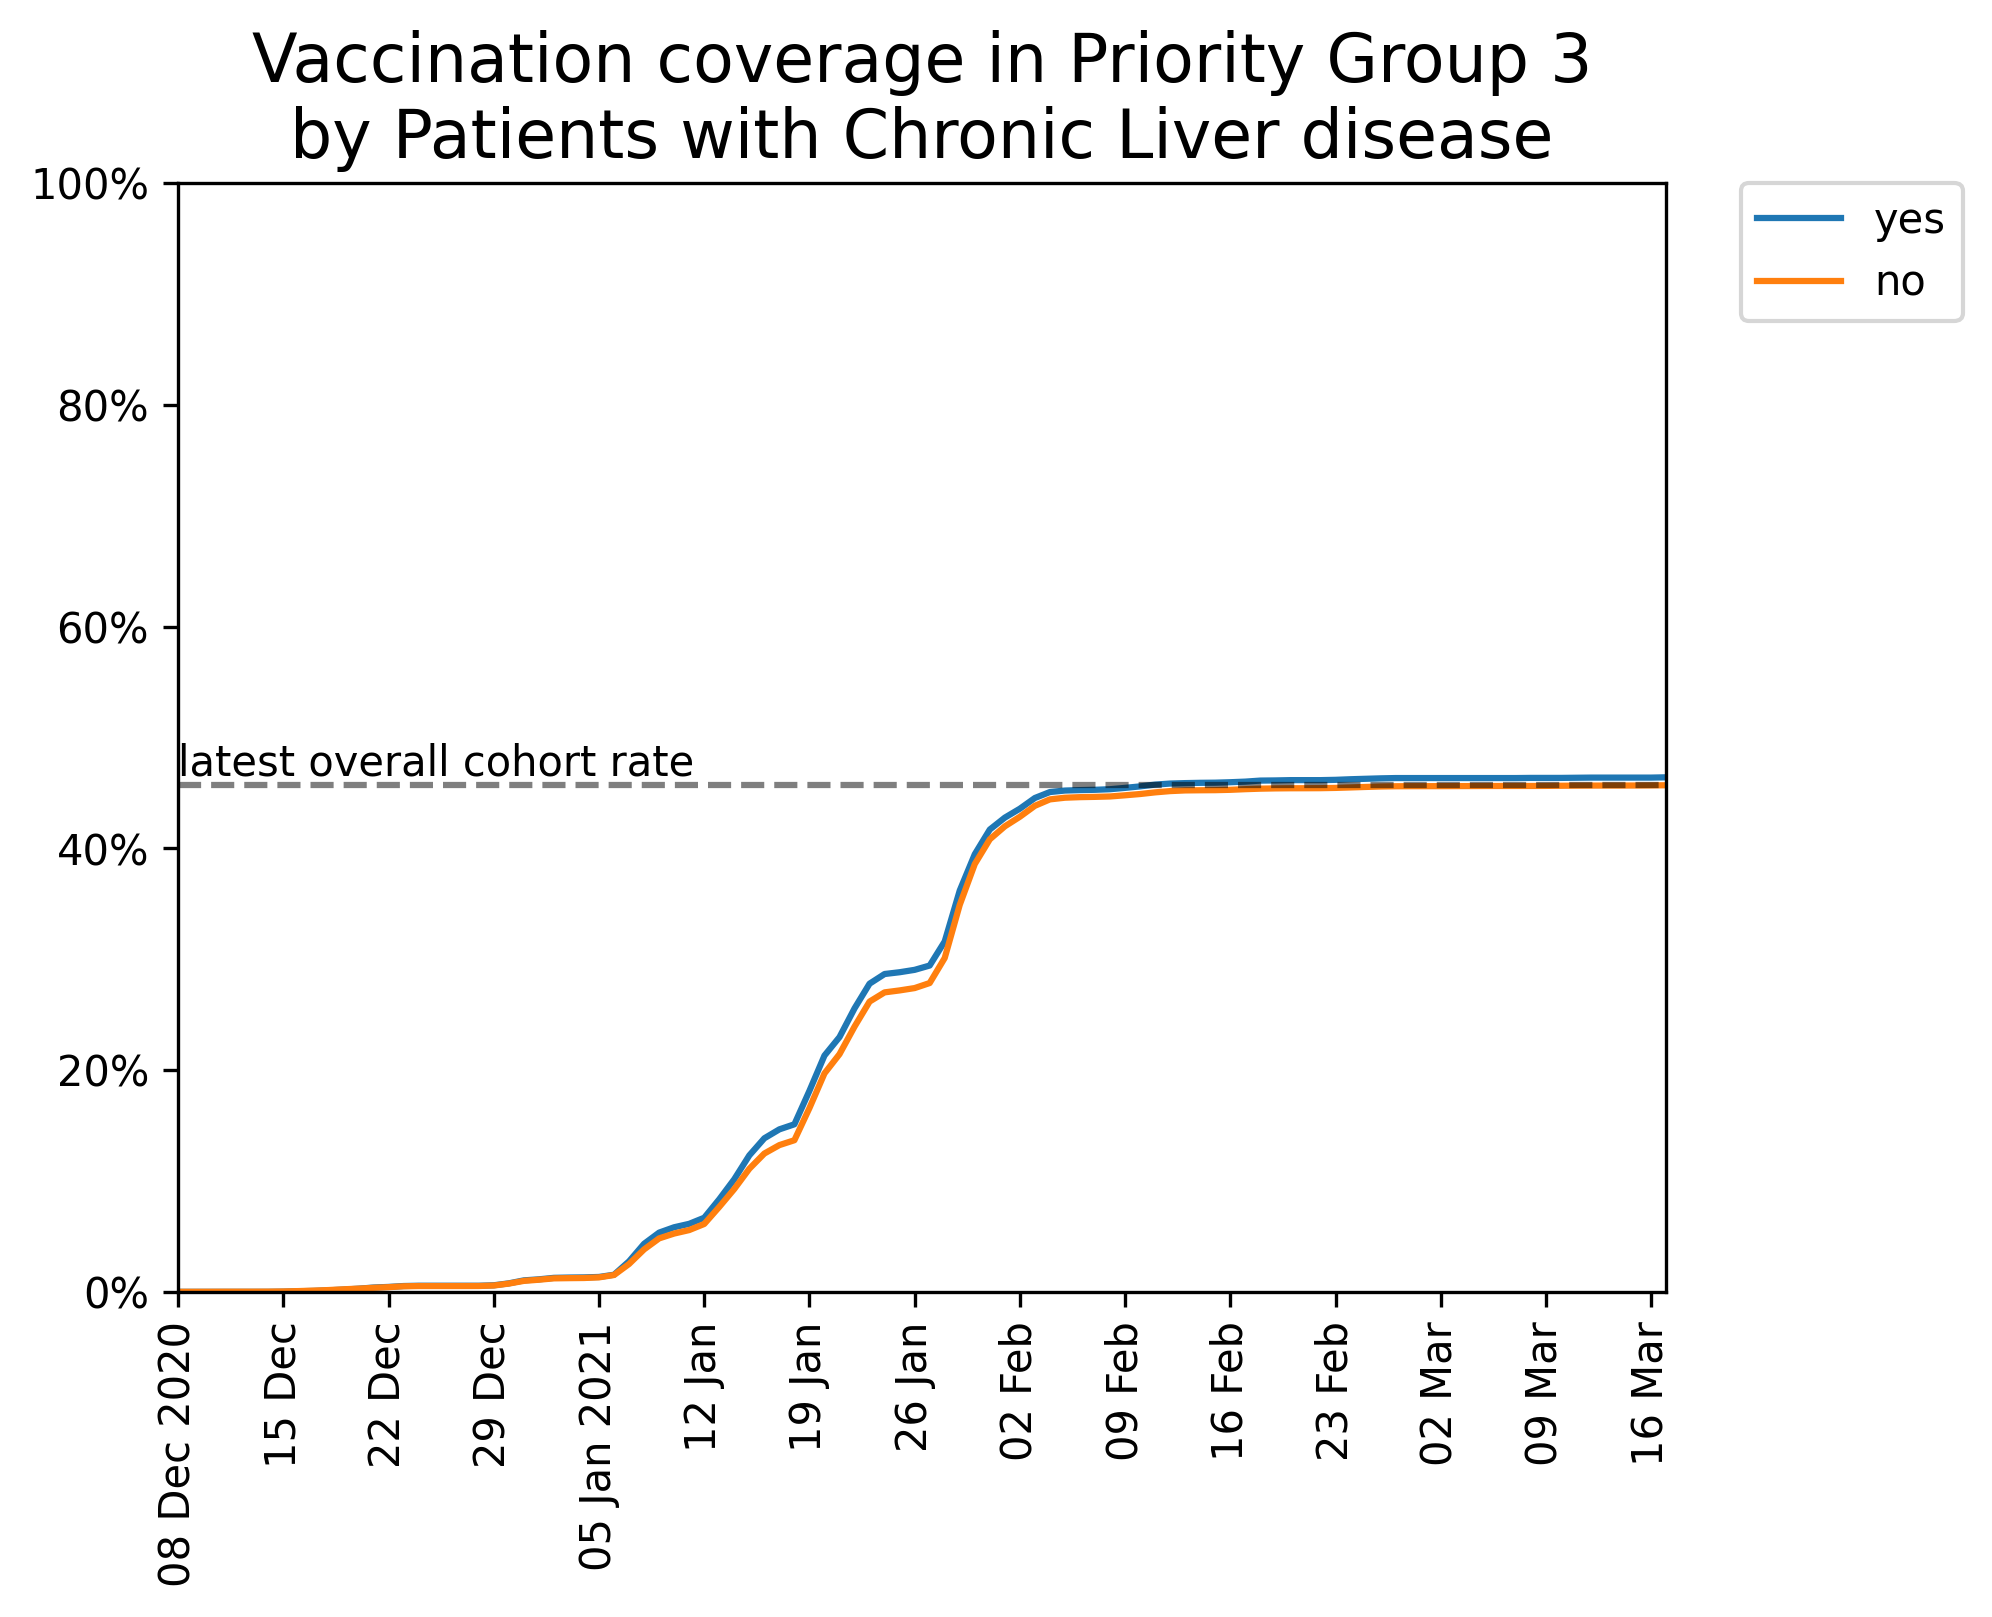 Vaccination coverage in Priority Group 3
by Patients with Chronic Liver disease
100%
80%
60%
40%
20%
0%
latest overall cohort rate
yes
no
08 Dec 2020
15 Dec
22 Dec
29 Dec
05 Jan 2021
12 Jan
19 Jan
26 Jan
02 Feb
09 Feb
16 Feb
23 Feb
02 Mar
09 Mar
16 Mar